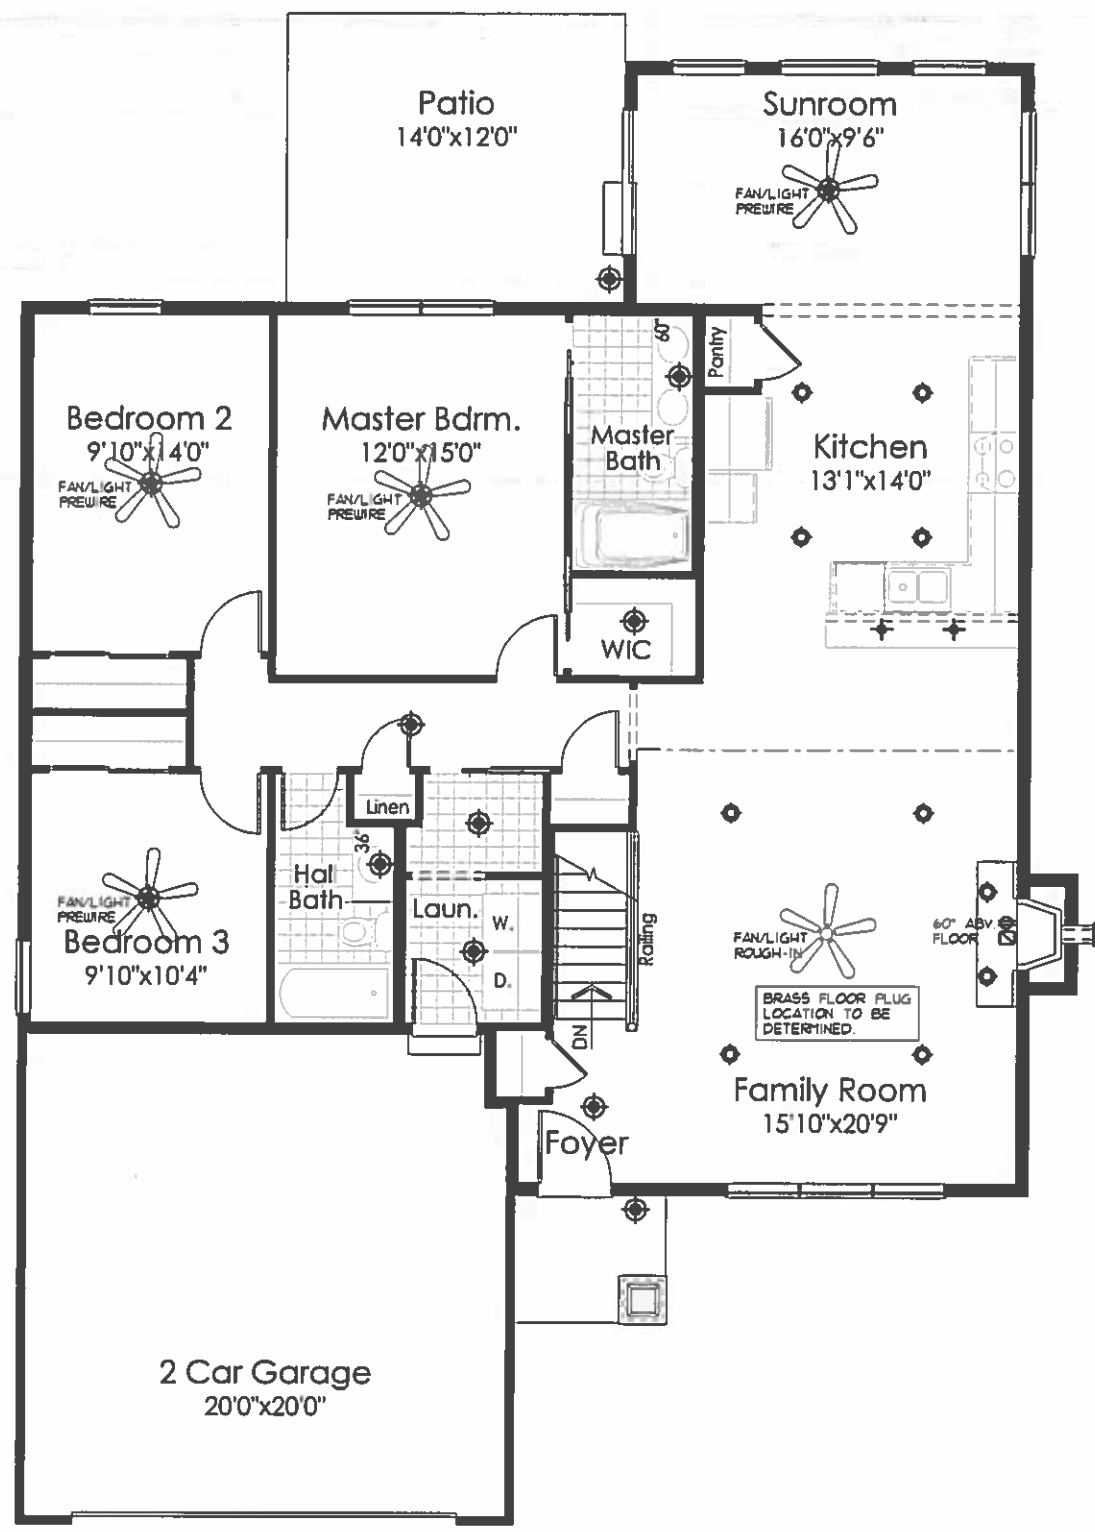 Patio
14'0"x12'0"
Sunroom
16'0"x9'6"
FAN/LIGHT
PREWIRE
Bedroom 2
9'10"x14'0"
FAN/LIGHT
PREWIRE
Master Bdrm.
12'0"x15'0"
FAN/LIGHT
PREWIRE
60"
Master
Bath
Pantry
Kitchen
13'1"x14'0"
WIC
Linen
36"
Hal
Bath
Laun.
W.
D.
FAN/LIGHT
PREWIRE
Bedroom 3
9'10"x10'4"
Railing
DN
FAN/LIGHT
ROUGH-IN
60" ABV.
FLOOR
BRASS FLOOR PLUG
LOCATION TO BE
DETERMINED.
Family Room
15'10"x20'9"
Foyer
2 Car Garage
20'0"x20'0"